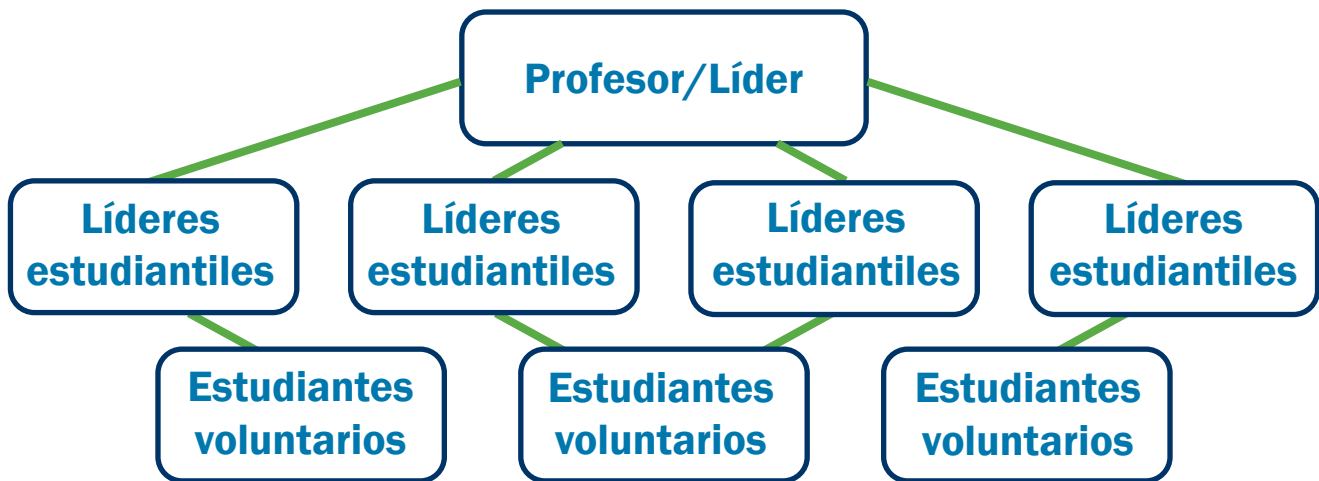 Profesor/Líder
Líderes
estudiantiles
Líderes
estudiantiles
Líderes
estudiantiles
Líderes
estudiantiles
Estudiantes
voluntarios
Estudiantes
voluntarios
Estudiantes
voluntarios